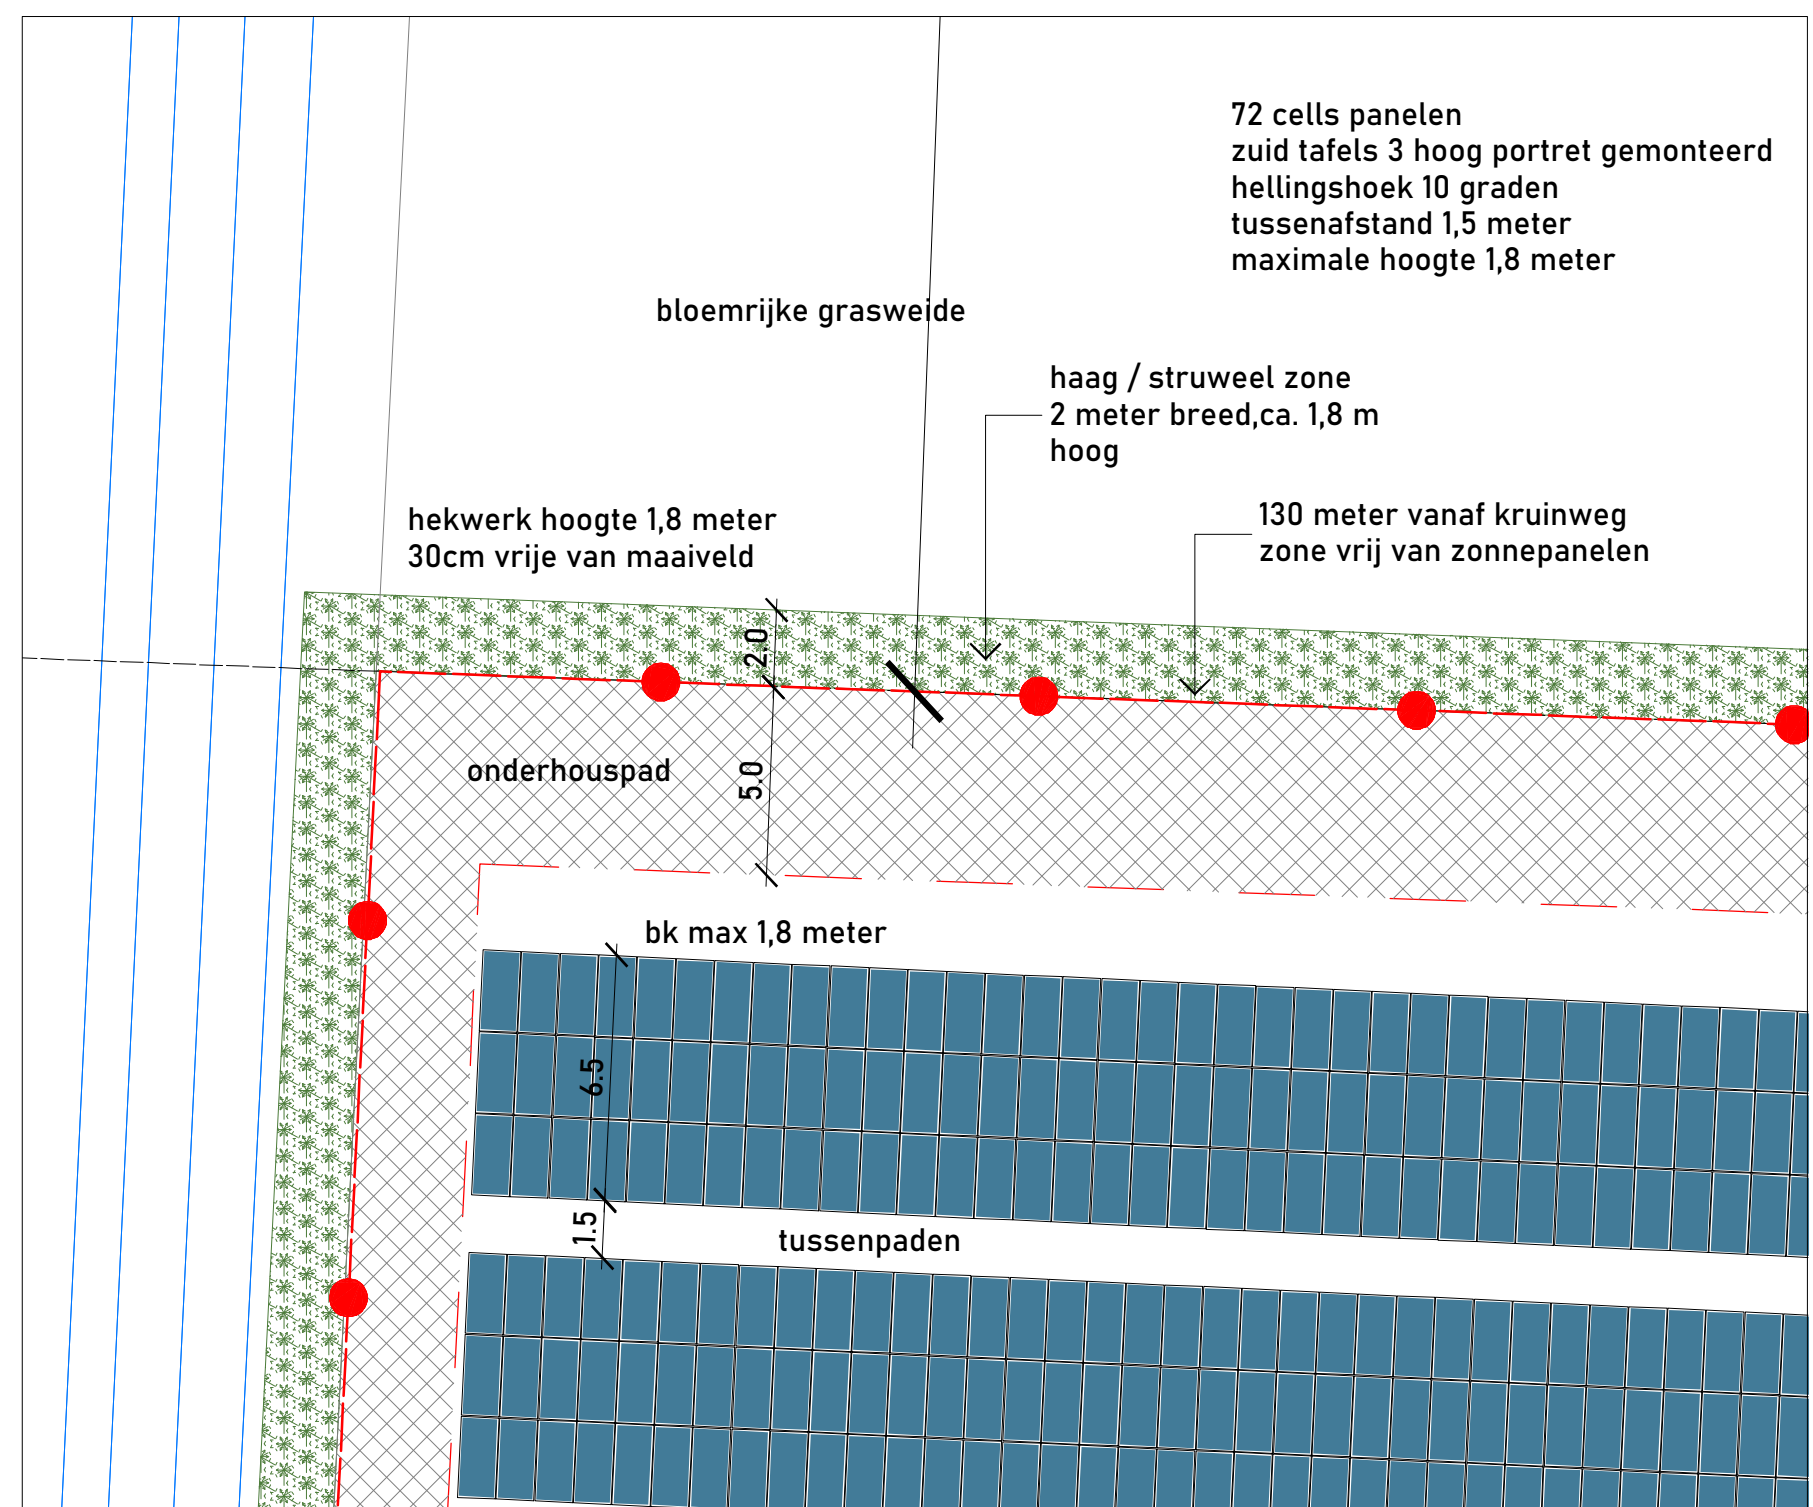 72 cells panelen
zuid tafels 3 hoog portret gemonteerd
hellingshoek 10 graden
tussenafstand 1,5 meter
maximale hoogte 1,8 meter
bloemrijke grasweide
haag / struweel zone
2 meter breed,ca. 1,8 m
hoog
130 meter vanaf kruinweg
zone vrij van zonnepanelen
hekwerk hoogte 1,8 meter
30cm vrije van maaiveld
2.0
onderhouspad
5.0
bk max 1,8 meter
6.5
1.5
tussenpaden